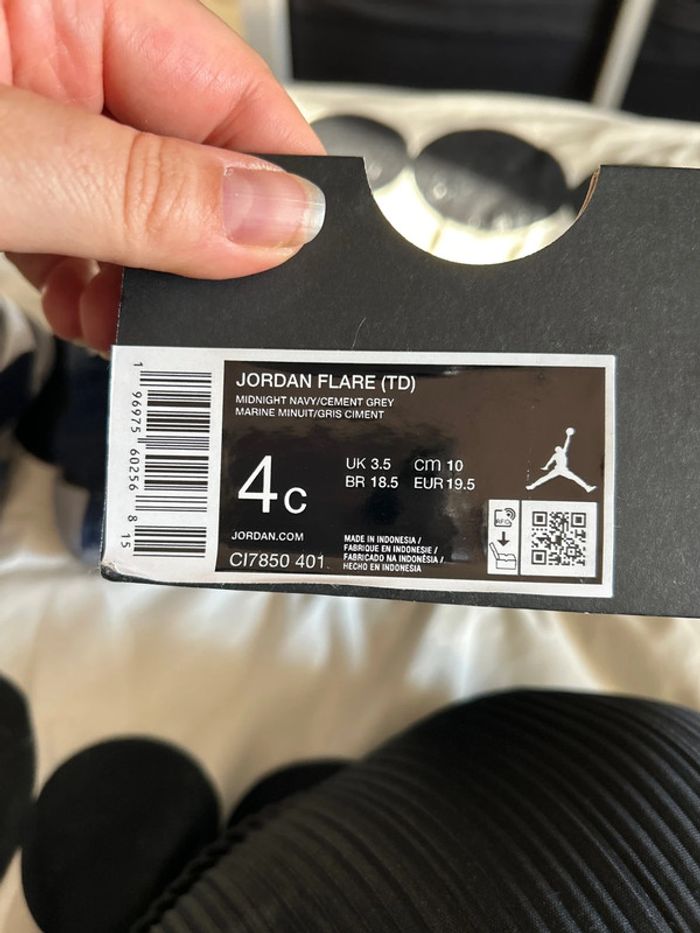 JORDAN FLARE (TD)
MIDNIGHT NAVY/CEMENT GREY
MARINE MINUIT/GRIS CIMENT
4c
UK 3.5 cm 10
BR 18.5 EUR 19.5
JORDAN.COM
CI7850 401
MADE IN INDONESIA /
FABRIQUE EN INDONESIE /
FABRICADO NA INDONÉSIA /
HECHO EN INDONESIA
RFID
1 96975 60256 8 15